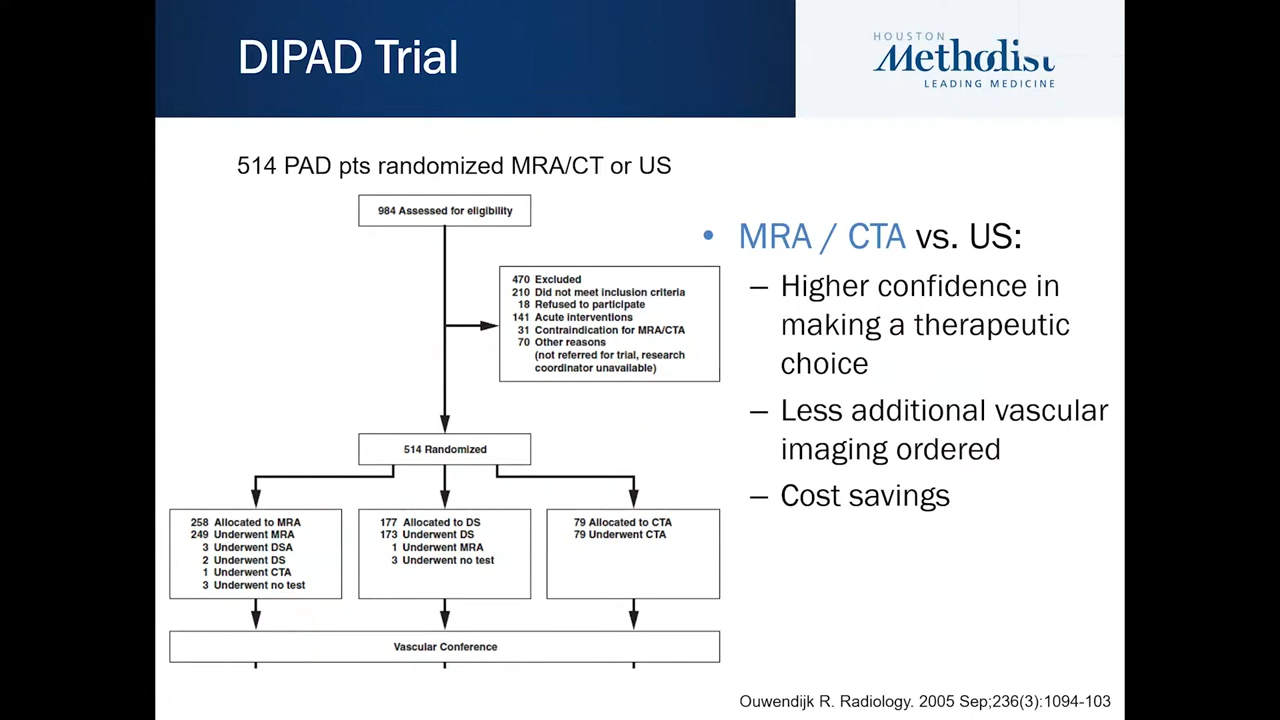 DIPAD Trial
HOUSTON
Methodist
LEADING MEDICINE
514 PAD pts randomized MRA/CT or US
984 Assessed for eligibility
470 Excluded
210 Did not meet inclusion criteria
18 Refused to participate
141 Acute interventions
31 Contraindication for MRA/CTA
70 Other reasons
(not referred for trial, research
coordinator unavailable)
514 Randomized
258 Allocated to MRA
249 Underwent MRA
3 Underwent DSA
2 Underwent DS
1 Underwent CTA
3 Underwent no test
177 Allocated to DS
173 Underwent DS
1 Underwent MRA
3 Underwent no test
79 Allocated to CTA
79 Underwent CTA
Vascular Conference
• MRA / CTA vs. US:
– Higher confidence in
making a therapeutic
choice
– Less additional vascular
imaging ordered
– Cost savings
Ouwendijk R. Radiology. 2005 Sep;236(3):1094-103